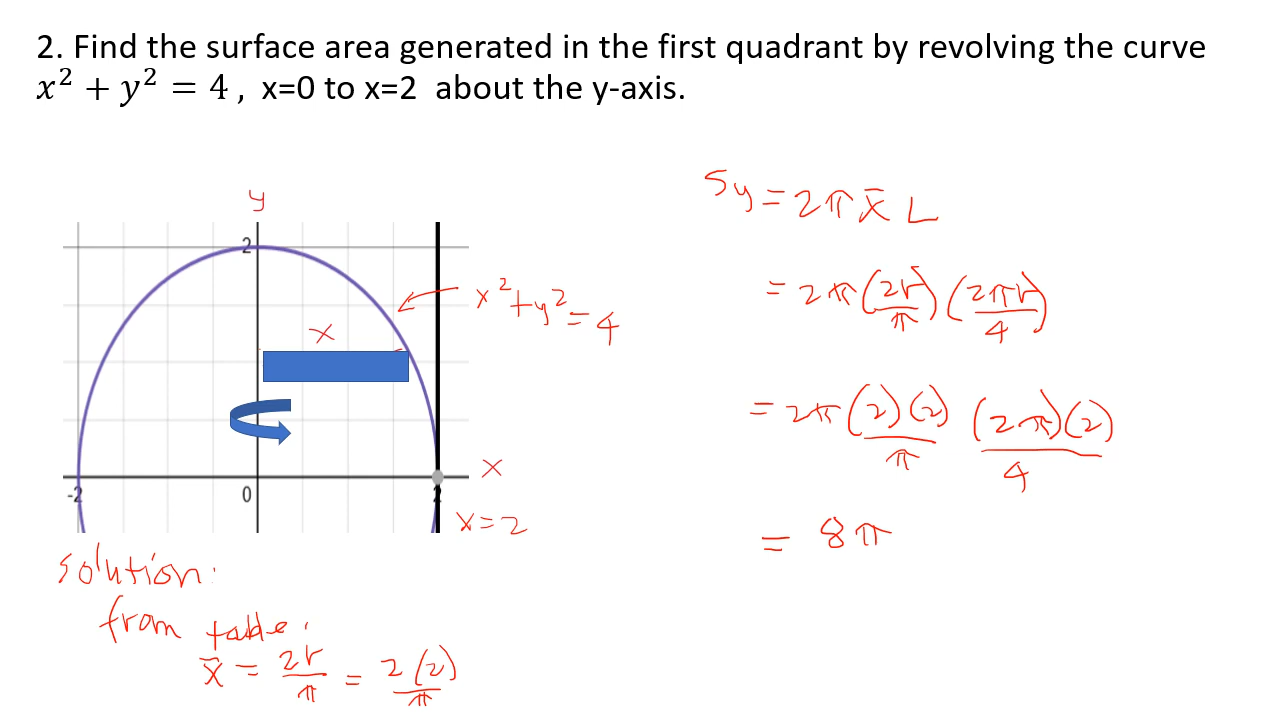 2. Find the surface area generated in the first quadrant by revolving the curve
x² + y² = 4 , x=0 to x=2 about the y-axis.
y
2
x² + y² = 4
x
x
-2
0
2
x = 2
Solution:
from table:
x̄ = 2r/π = 2(2)/π
Sy = 2π x̄ L
= 2π (2r/π) (2πr/4)
= 2π (2)(2)/π (2π)(2)/4
= 8π